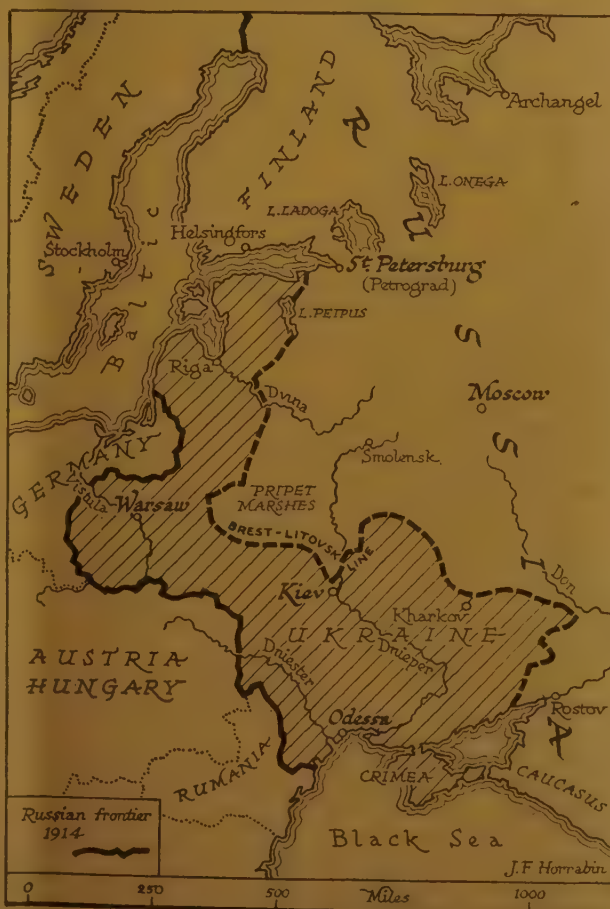 SWEDEN
FINLAND
RUSSIA
Archangel
L. ONEGA
L. LADOGA
Helsingfors
Stockholm
Baltic
St. Petersburg
(Petrograd)
L. PEIPUS
Riga
Dvina
Moscow
Smolensk
GERMANY
Vistula
Warsaw
PRIPET
MARSHES
BREST-LITOVSK LINE
Kiev
Kharkov
Don
UKRAINE
Dnieper
Dniester
AUSTRIA
HUNGARY
Odessa
Rostov
RUMANIA
CRIMEA
CAUCASUS
Russian frontier
1914
Black Sea
J.F Horrabin
0 250 500 Miles 1000